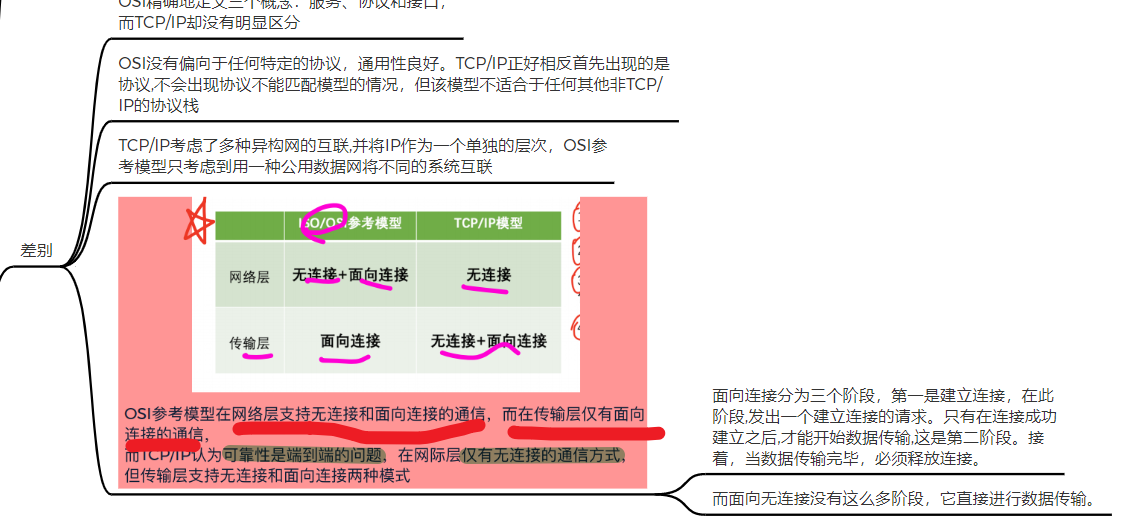 OSI精确地定义三个概念：服务、协议和接口，
而TCP/IP却没有明显区分
OSI没有偏向于任何特定的协议，通用性良好。TCP/IP正好相反首先出现的是
协议,不会出现协议不能匹配模型的情况，但该模型不适合于任何其他非TCP/
IP的协议栈
TCP/IP考虑了多种异构网的互联,并将IP作为一个单独的层次，OSI参
考模型只考虑到用一种公用数据网将不同的系统互联
差别
ISO/OSI参考模型 TCP/IP模型
网络层 无连接+面向连接 无连接
传输层 面向连接 无连接+面向连接
OSI参考模型在网络层支持无连接和面向连接的通信，而在传输层仅有面向
连接的通信，
而TCP/IP认为可靠性是端到端的问题、在网际层仅有无连接的通信方式，
但传输层支持无连接和面向连接两种模式
面向连接分为三个阶段，第一是建立连接，在此
阶段,发出一个建立连接的请求。只有在连接成功
建立之后,才能开始数据传输,这是第二阶段。接
着，当数据传输完毕，必须释放连接。
而面向无连接没有这么多阶段，它直接进行数据传输。